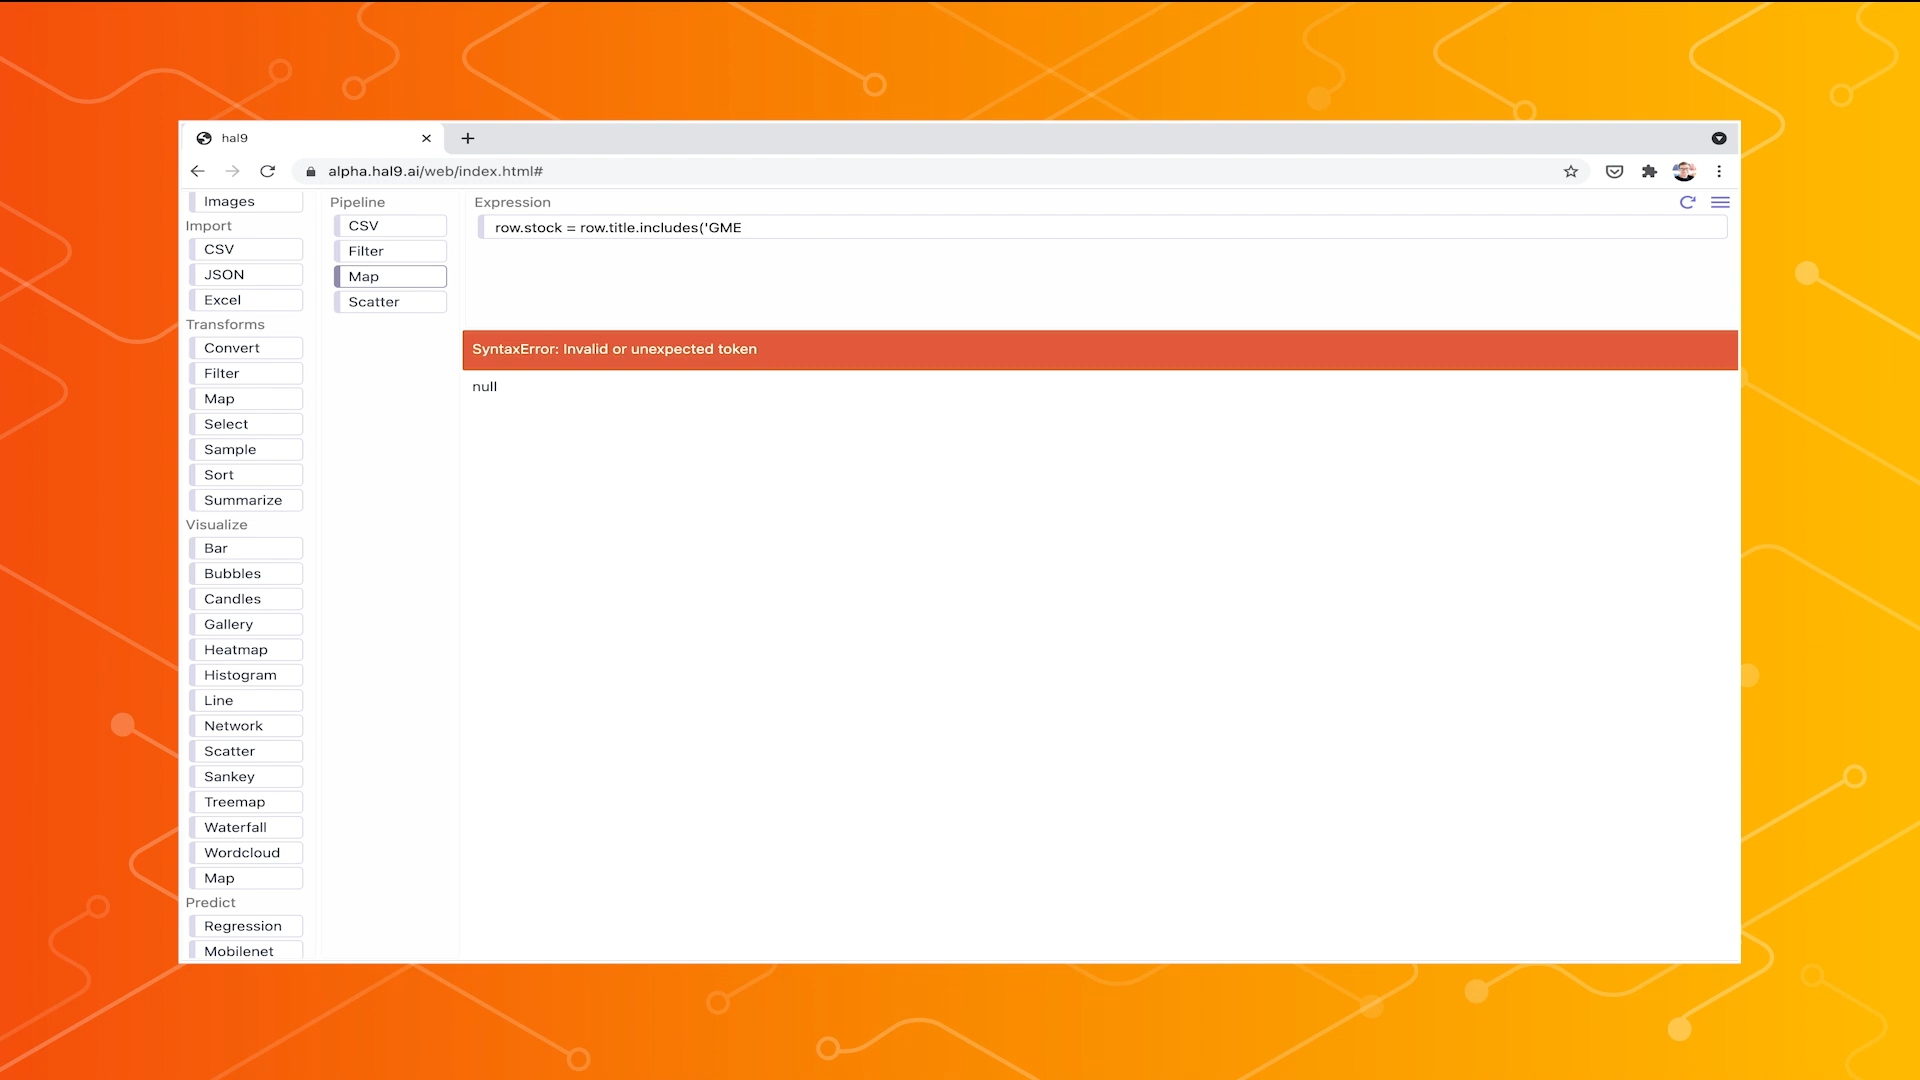 hal9
alpha.hal9.ai/web/index.html#
Images
Import
CSV
JSON
Excel
Transforms
Convert
Filter
Map
Select
Sample
Sort
Summarize
Visualize
Bar
Bubbles
Candles
Gallery
Heatmap
Histogram
Line
Network
Scatter
Sankey
Treemap
Waterfall
Wordcloud
Map
Predict
Regression
Mobilenet
Pipeline
CSV
Filter
Map
Scatter
Expression
row.stock = row.title.includes('GME
SyntaxError: Invalid or unexpected token
null